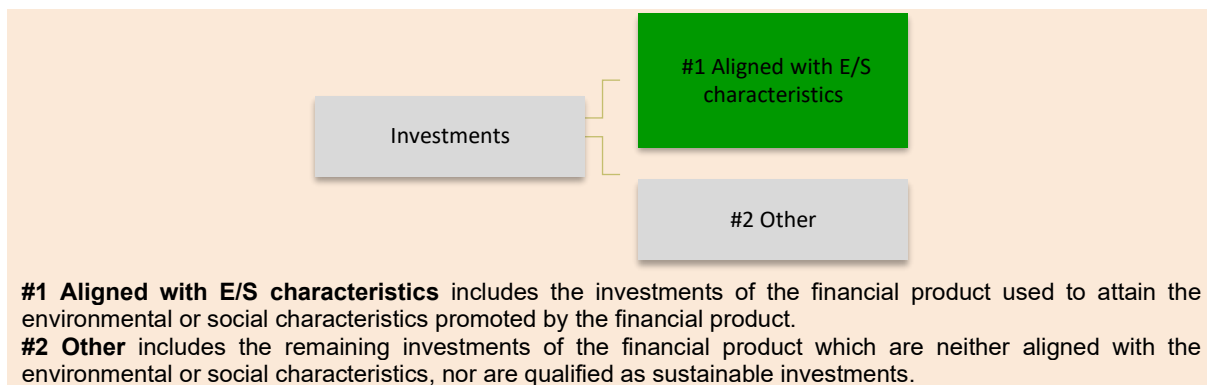 #1 Aligned with E/S
characteristics
Investments
#2 Other
#1 Aligned with E/S characteristics includes the investments of the financial product used to attain the
environmental or social characteristics promoted by the financial product.
#2 Other includes the remaining investments of the financial product which are neither aligned with the
environmental or social characteristics, nor are qualified as sustainable investments.